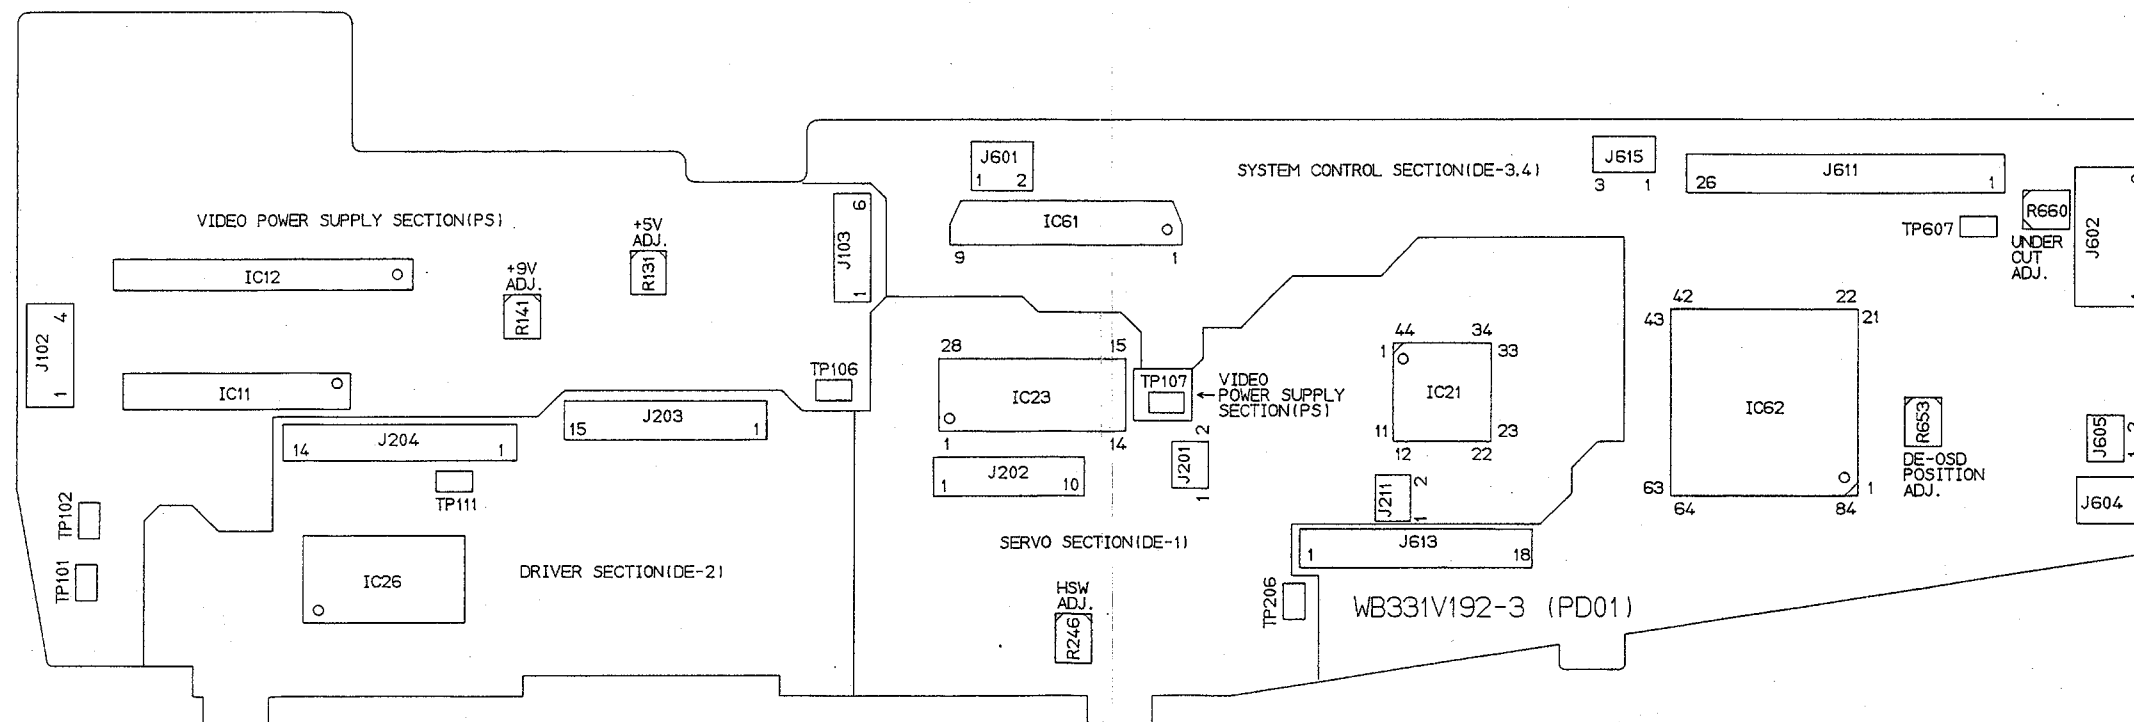 J601
1 2
SYSTEM CONTROL SECTION(DE-3,4)
J615
3 1
J611
26 1
R660
UNDER
CUT
ADJ.
TP607
J602
VIDEO POWER SUPPLY SECTION(PS)
+5V
ADJ.
R131
+9V
ADJ.
R141
6
J103
1
IC61
9 1
IC12
4
J102
1
IC11
TP106
28 15
IC23
1 14
TP107
VIDEO
POWER SUPPLY
SECTION(PS)
44 34
1 33
IC21
11 23
12 22
42 22
43 21
IC62
63 1
64 84
R653
DE-OSD
POSITION
ADJ.
J605
2
1
J604
J204
14 1
J203
15 1
TP111
J202
1 10
J201
2
1
J211
2
1
TP102
TP101
IC26
DRIVER SECTION(DE-2)
SERVO SECTION(DE-1)
HSW
ADJ.
R246
J613
1 18
TP206
WB331V192-3 (PD01)